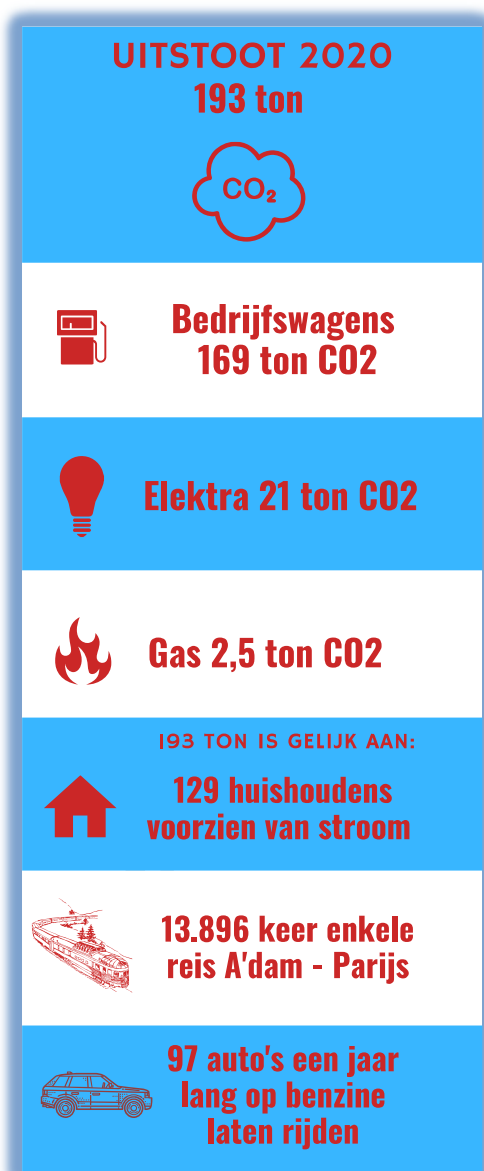 UITSTOOT 2020
193 ton
CO₂
Bedrijfswagens
169 ton CO2
Elektra 21 ton CO2
Gas 2,5 ton CO2
193 TON IS GELIJK AAN:
129 huishoudens
voorzien van stroom
13.896 keer enkele
reis A'dam - Parijs
97 auto's een jaar
lang op benzine
laten rijden